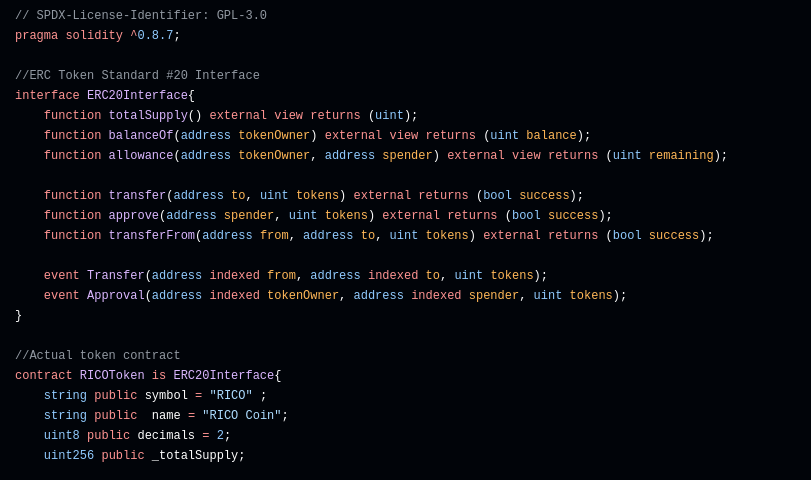 // SPDX-License-Identifier: GPL-3.0
pragma solidity ^0.8.7;

//ERC Token Standard #20 Interface
interface ERC20Interface{
    function totalSupply() external view returns (uint);
    function balanceOf(address tokenOwner) external view returns (uint balance);
    function allowance(address tokenOwner, address spender) external view returns (uint remaining);

    function transfer(address to, uint tokens) external returns (bool success);
    function approve(address spender, uint tokens) external returns (bool success);
    function transferFrom(address from, address to, uint tokens) external returns (bool success);

    event Transfer(address indexed from, address indexed to, uint tokens);
    event Approval(address indexed tokenOwner, address indexed spender, uint tokens);
}

//Actual token contract
contract RICOToken is ERC20Interface{
    string public symbol = "RICO" ;
    string public  name = "RICO Coin";
    uint8 public decimals = 2;
    uint256 public _totalSupply;